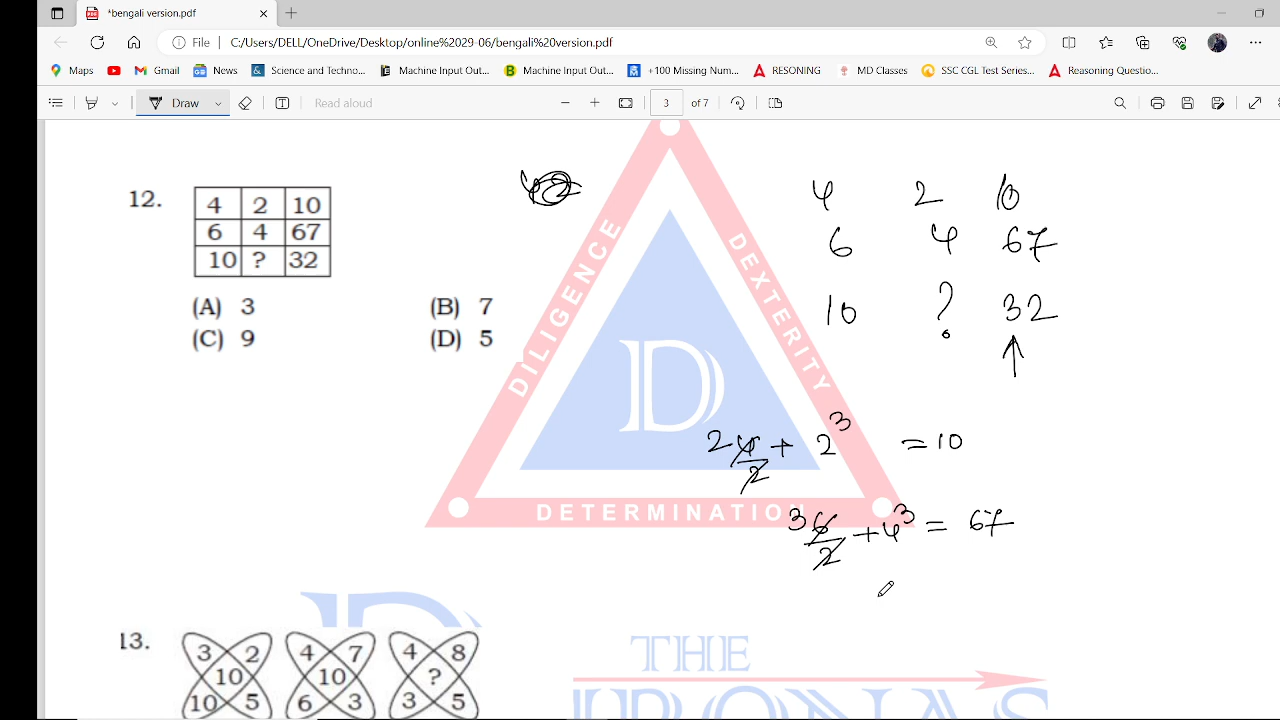 *bengali version.pdf
File | C:/Users/DELL/OneDrive/Desktop/online%2029-06/bengali%20version.pdf
Maps Gmail News Science and Techno... Machine Input Out... Machine Input Out... +100 Missing Num... RESONING MD Classes SSC CGL Test Series... Reasoning Questio...
Draw Read aloud 3 of 7
12.
4 2 10
6 4 67
10 ? 32
(A) 3 (B) 7
(C) 9 (D) 5
4 2 10
6 4 67
10 ? 32
DILIGENCE
DEXTERITY
DETERMINATION
D
2 4/2 + 2³ = 10
3 6/2 + 4³ = 67
13.
3 2 4 7 4 8
10 10 ?
10 5 6 3 3 5
THE